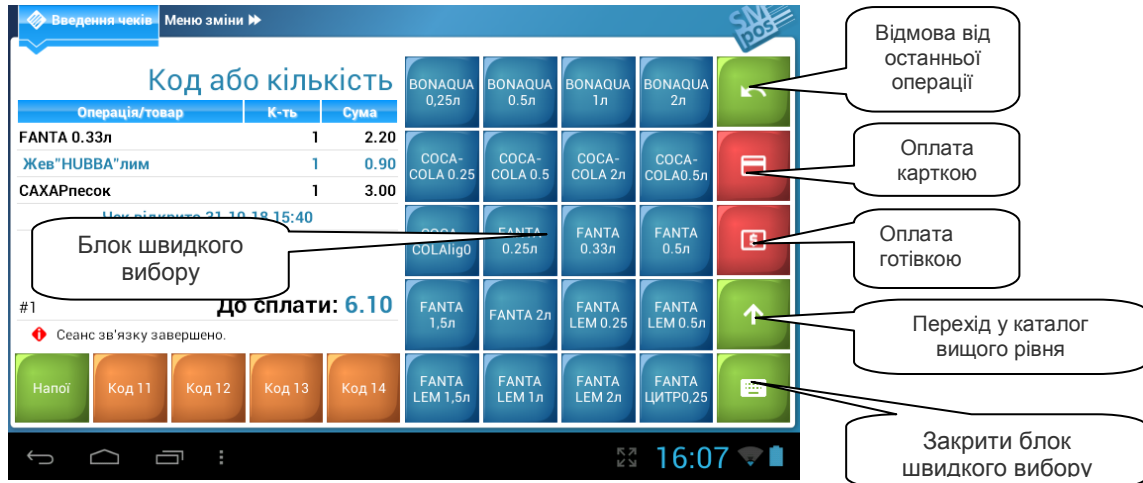 Введення чеків Меню зміни
SM pos
Код або кількість
Операція/товар К-ть Сума
FANTA 0.33л 1 2.20
Жев"HUBBA"лим 1 0.90
САХАРпесок 1 3.00
Чек відкрито 31-10-18 15:40
#1 До сплати: 6.10
Сеанс зв'язку завершено.
Напої Код 11 Код 12 Код 13 Код 14
BONAQUA 0,25л
BONAQUA 0.5л
BONAQUA 1л
BONAQUA 2л
COCA-COLA 0.25
COCA-COLA 0.5
COCA-COLA 2л
COCA-COLA0.5л
COCA-COLAlig0
FANTA 0.25л
FANTA 0.33л
FANTA 0.5л
FANTA 1,5л
FANTA 2л
FANTA LEM 0.25
FANTA LEM 0.5л
FANTA LEM 1,5л
FANTA LEM 1л
FANTA LEM 2л
FANTA ЦИТР0,25
16:07
Блок швидкого
вибору
Відмова від
останньої
операції
Оплата
карткою
Оплата
готівкою
Перехід у каталог
вищого рівня
Закрити блок
швидкого вибору